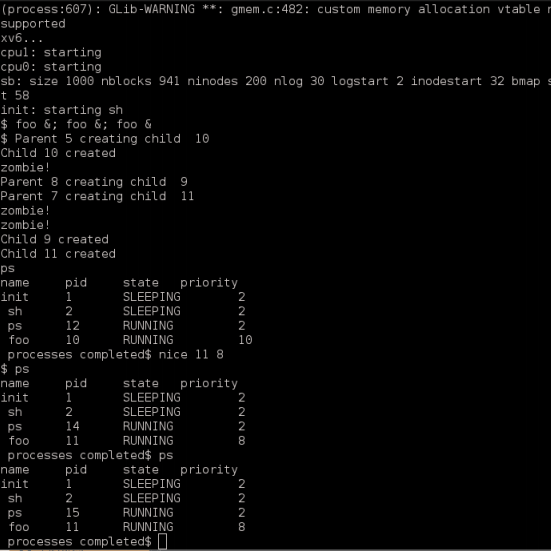 (process:607): GLib-WARNING **: gmem.c:482: custom memory allocation vtable
supported
xv6...
cpu1: starting
cpu0: starting
sb: size 1000 nblocks 941 ninodes 200 nlog 30 logstart 2 inodestart 32 bmap s
t 58
init: starting sh
$ foo &; foo &; foo &
$ Parent 5 creating child  10
Child 10 created
zombie!
Parent 8 creating child  9
Parent 7 creating child  11
zombie!
zombie!
Child 9 created
Child 11 created
ps
name pid state priority
init 1 SLEEPING 2
sh 2 SLEEPING 2
ps 12 RUNNING 2
foo 10 RUNNING 10
processes completed$ nice 11 8
$ ps
name pid state priority
init 1 SLEEPING 2
sh 2 SLEEPING 2
ps 14 RUNNING 2
foo 11 RUNNING 8
processes completed$ ps
name pid state priority
init 1 SLEEPING 2
sh 2 SLEEPING 2
ps 15 RUNNING 2
foo 11 RUNNING 8
processes completed$